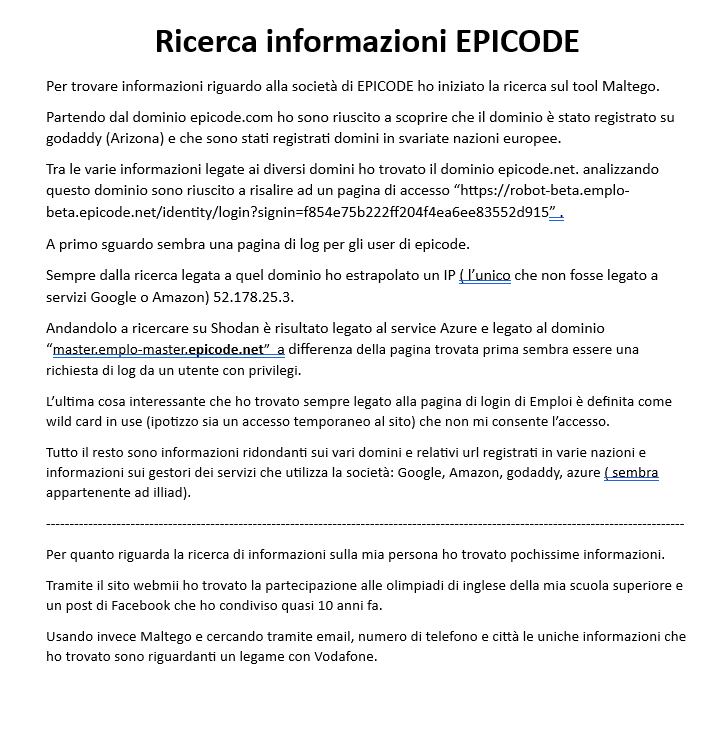 Ricerca informazioni EPICODE
Per trovare informazioni riguardo alla società di EPICODE ho iniziato la ricerca sul tool Maltego.
Partendo dal dominio epicode.com ho sono riuscito a scoprire che il dominio è stato registrato su
godaddy (Arizona) e che sono stati registrati domini in svariate nazioni europee.
Tra le varie informazioni legate ai diversi domini ho trovato il dominio epicode.net. analizzando
questo dominio sono riuscito a risalire ad un pagina di accesso “https://robot-beta.emplo-
beta.epicode.net/identity/login?signin=f854e75b222ff204f4ea6ee83552d915” .
A primo sguardo sembra una pagina di log per gli user di epicode.
Sempre dalla ricerca legata a quel dominio ho estrapolato un IP ( l’unico che non fosse legato a
servizi Google o Amazon) 52.178.25.3.
Andandolo a ricercare su Shodan è risultato legato al service Azure e legato al dominio
“master.emplo-master.epicode.net” a differenza della pagina trovata prima sembra essere una
richiesta di log da un utente con privilegi.
L’ultima cosa interessante che ho trovato sempre legato alla pagina di login di Emploi è definita come
wild card in use (ipotizzo sia un accesso temporaneo al sito) che non mi consente l’accesso.
Tutto il resto sono informazioni ridondanti sui vari domini e relativi url registrati in varie nazioni e
informazioni sui gestori dei servizi che utilizza la società: Google, Amazon, godaddy, azure ( sembra
appartenente ad illiad).
Per quanto riguarda la ricerca di informazioni sulla mia persona ho trovato pochissime informazioni.
Tramite il sito webmii ho trovato la partecipazione alle olimpiadi di inglese della mia scuola superiore e
un post di Facebook che ho condiviso quasi 10 anni fa.
Usando invece Maltego e cercando tramite email, numero di telefono e città le uniche informazioni che
ho trovato sono riguardanti un legame con Vodafone.